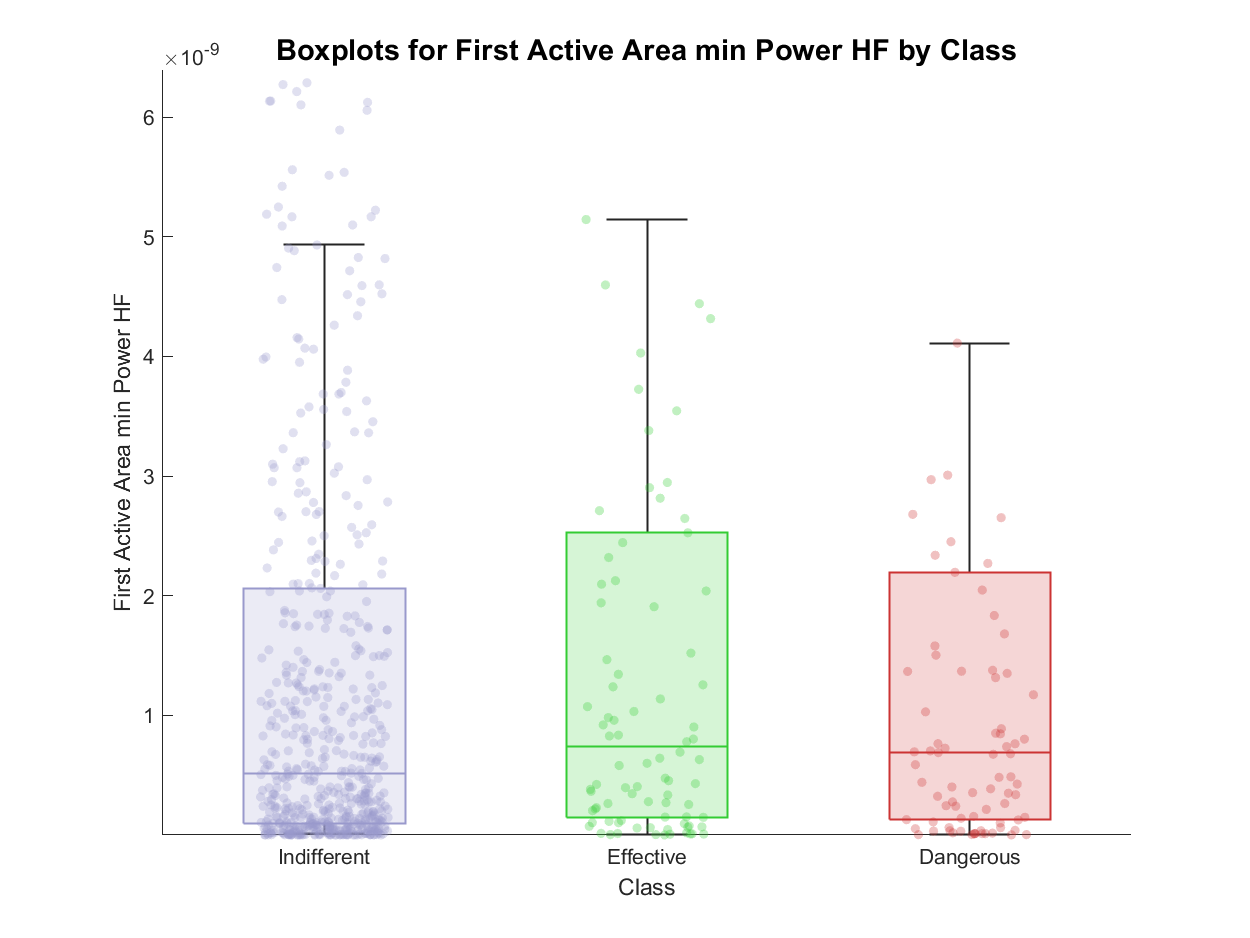 Boxplots for First Active Area min Power HF by Class
×10-9
6
5
4
3
2
1
First Active Area min Power HF
Indifferent Effective Dangerous
Class